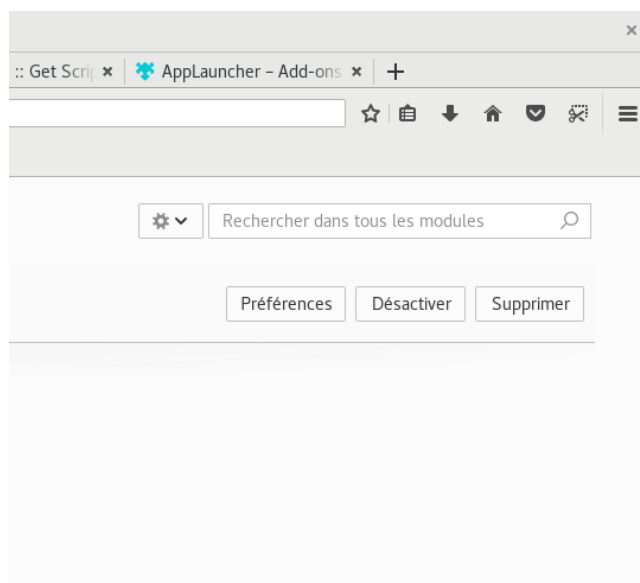 :: Get Scrip
AppLauncher – Add-ons
Rechercher dans tous les modules
Préférences
Désactiver
Supprimer